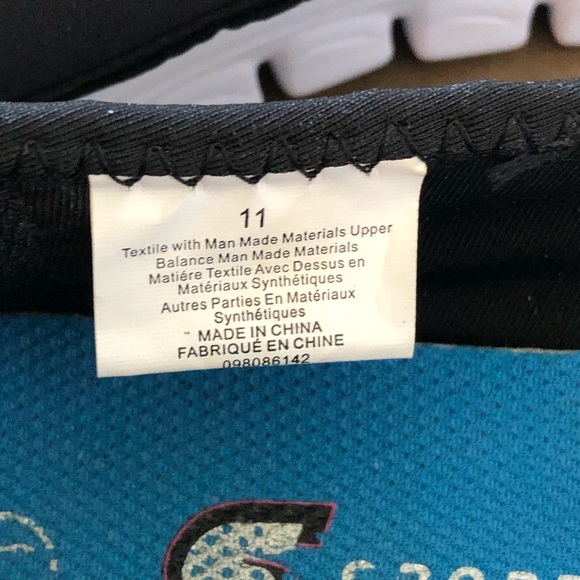 11
Textile with Man Made Materials Upper
Balance Man Made Materials
Matiére Textile Avec Dessus en
Matériaux Synthétiques
Autres Parties En Matériaux
Synthétiques
MADE IN CHINA
FABRIQUÉ EN CHINE
098086142